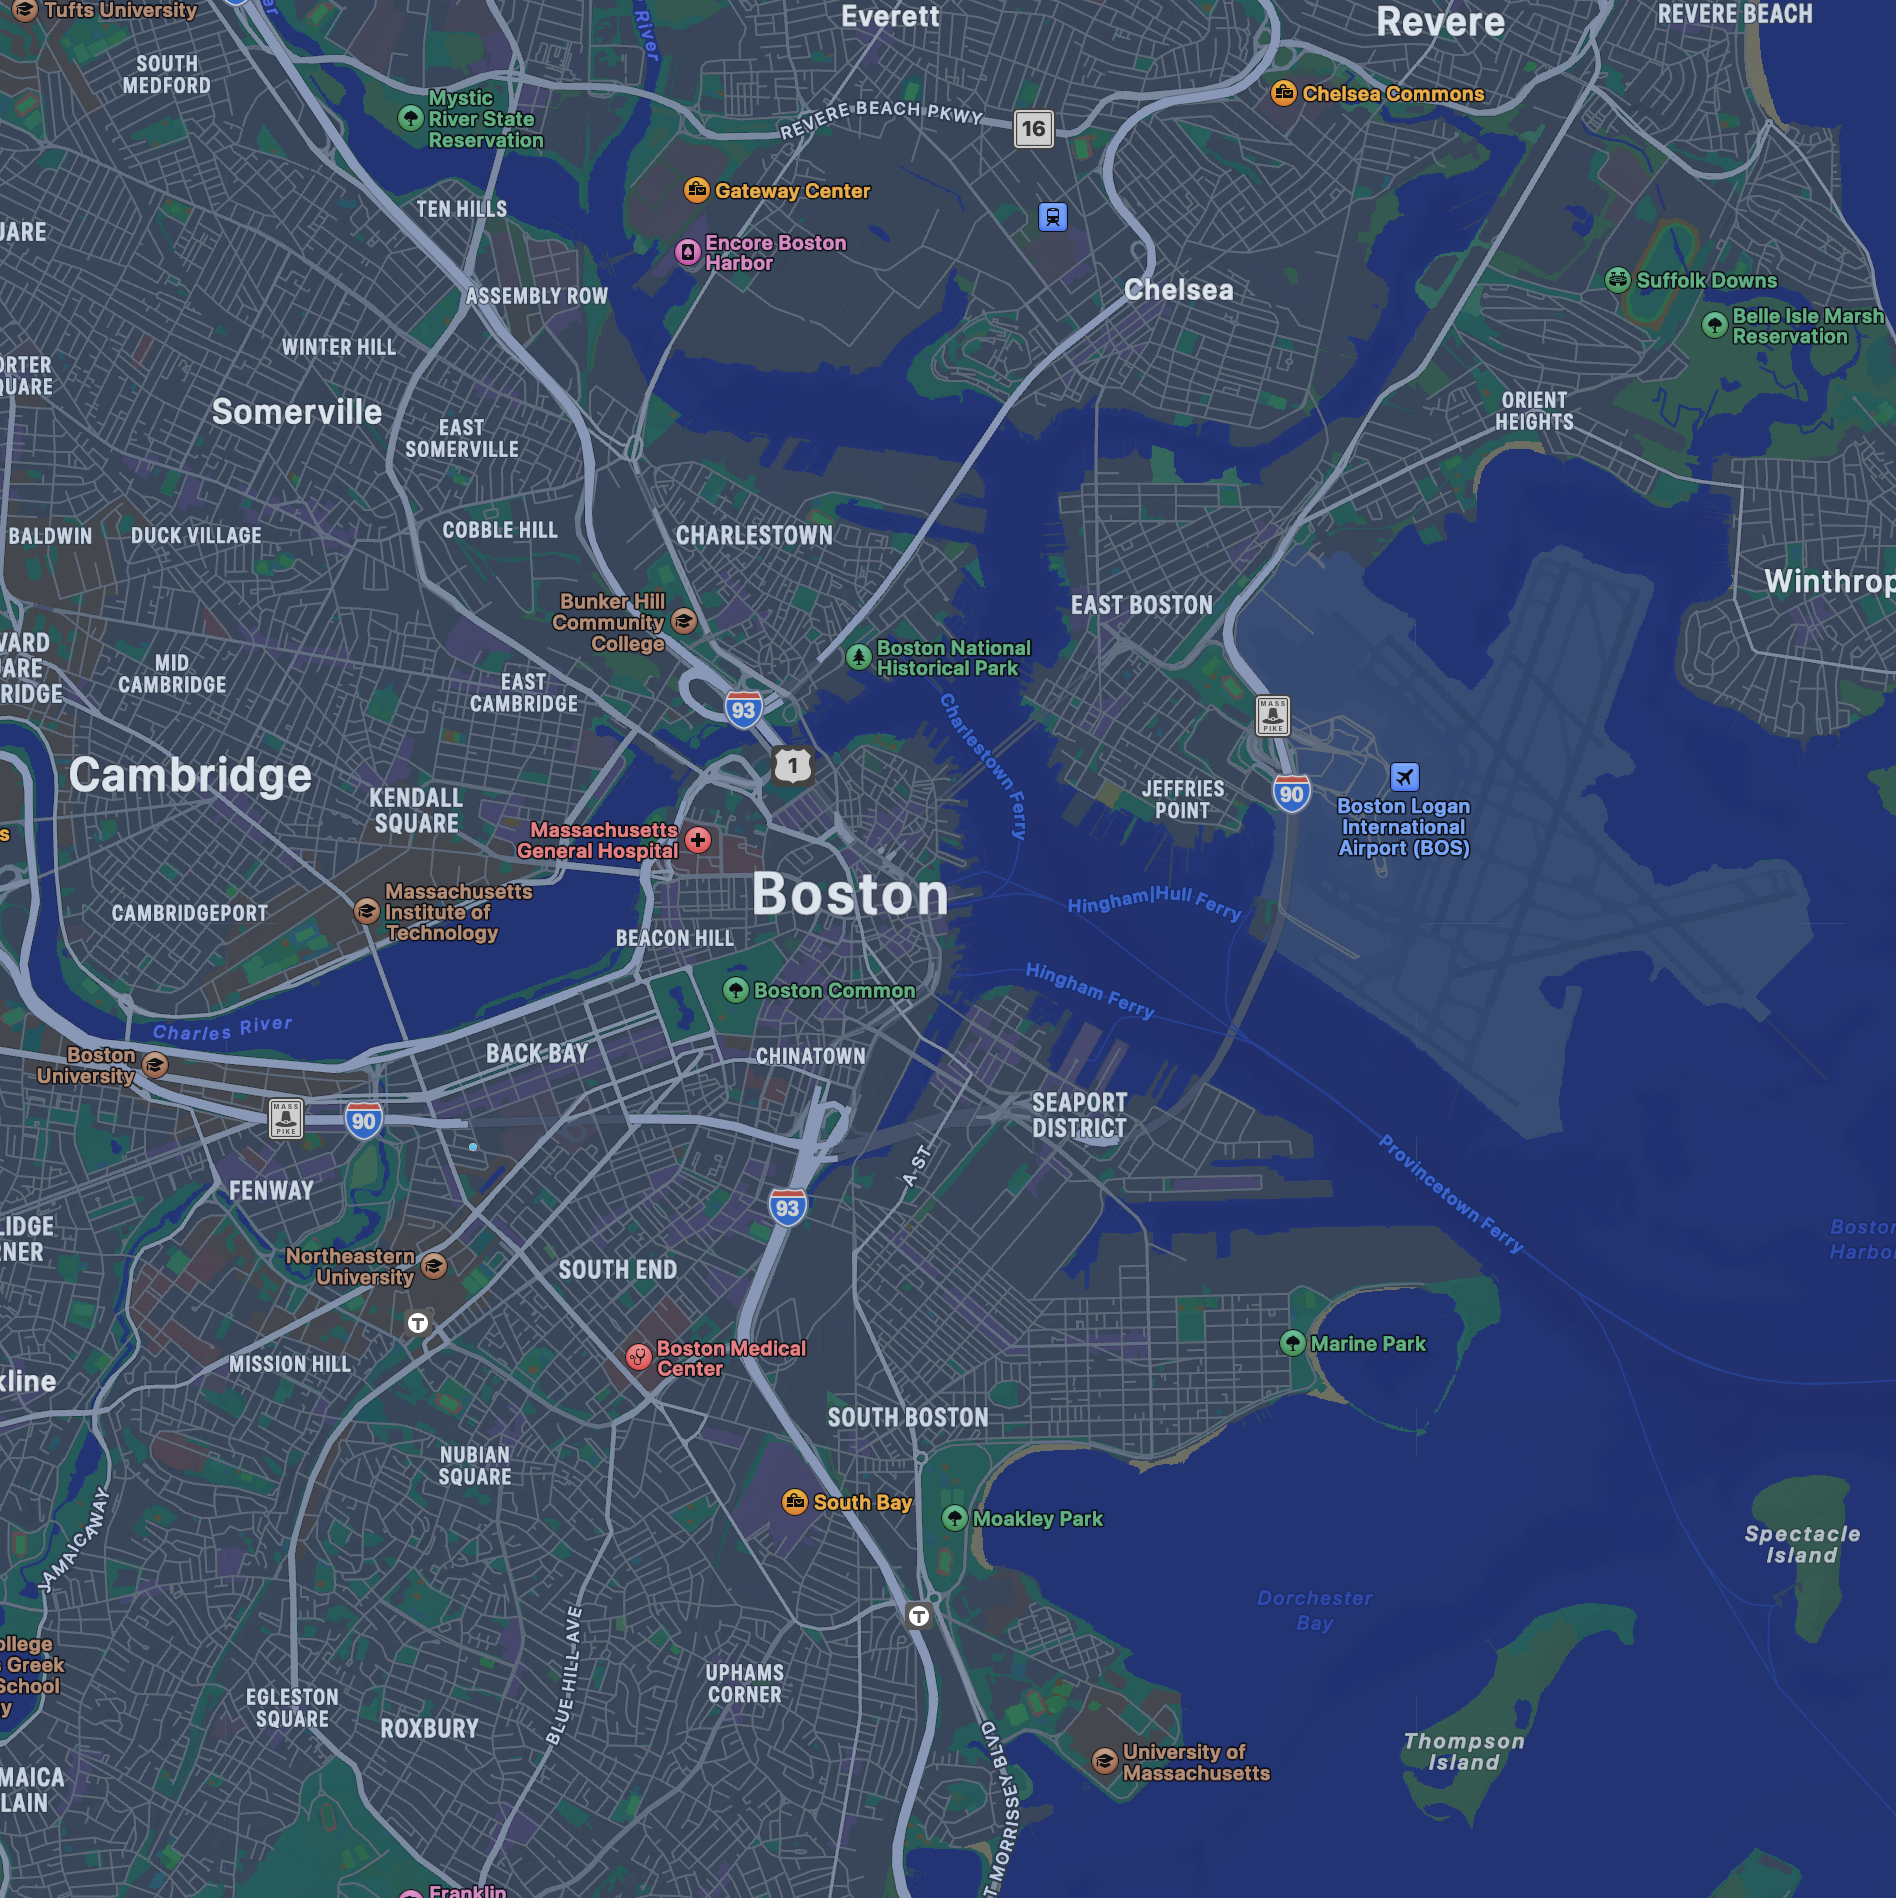 Tufts University
Everett
Revere
REVERE BEACH
River
SOUTH
MEDFORD
Mystic
River State
Reservation
REVERE BEACH PKWY
16
Chelsea Commons
Gateway Center
TEN HILLS
Encore Boston
Harbor
ASSEMBLY ROW
Chelsea
Suffolk Downs
Belle Isle Marsh
Reservation
WINTER HILL
Somerville
EAST
SOMERVILLE
ORIENT
HEIGHTS
BALDWIN
DUCK VILLAGE
COBBLE HILL
CHARLESTOWN
Winthrop
EAST BOSTON
Bunker Hill
Community
College
Boston National
Historical Park
MID
CAMBRIDGE
EAST
CAMBRIDGE
93
MASS
PIKE
Charlestown Ferry
1
Cambridge
KENDALL
SQUARE
JEFFRIES
POINT
90
Boston Logan
International
Airport (BOS)
Massachusetts
General Hospital
Boston
Hingham|Hull Ferry
CAMBRIDGEPORT
Massachusetts
Institute of
Technology
BEACON HILL
Hingham Ferry
Boston Common
Charles River
BACK BAY
CHINATOWN
Boston
University
MASS
PIKE
90
SEAPORT
DISTRICT
A ST
Provincetown Ferry
FENWAY
93
Boston
Harbor
LIDGE
RNER
Northeastern
University
T
SOUTH END
Boston Medical
Center
Marine Park
MISSION HILL
kline
SOUTH BOSTON
NUBIAN
SQUARE
South Bay
Moakley Park
JAMAICAWAY
Spectacle
Island
Dorchester
Bay
T
BLUE HILL AVE
UPHAMS
CORNER
ollege
s Greek
School
y
EGLESTON
SQUARE
ROXBURY
Thompson
Island
University of
Massachusetts
MAICA
LAIN
T MORRISSEY BLVD
Franklin